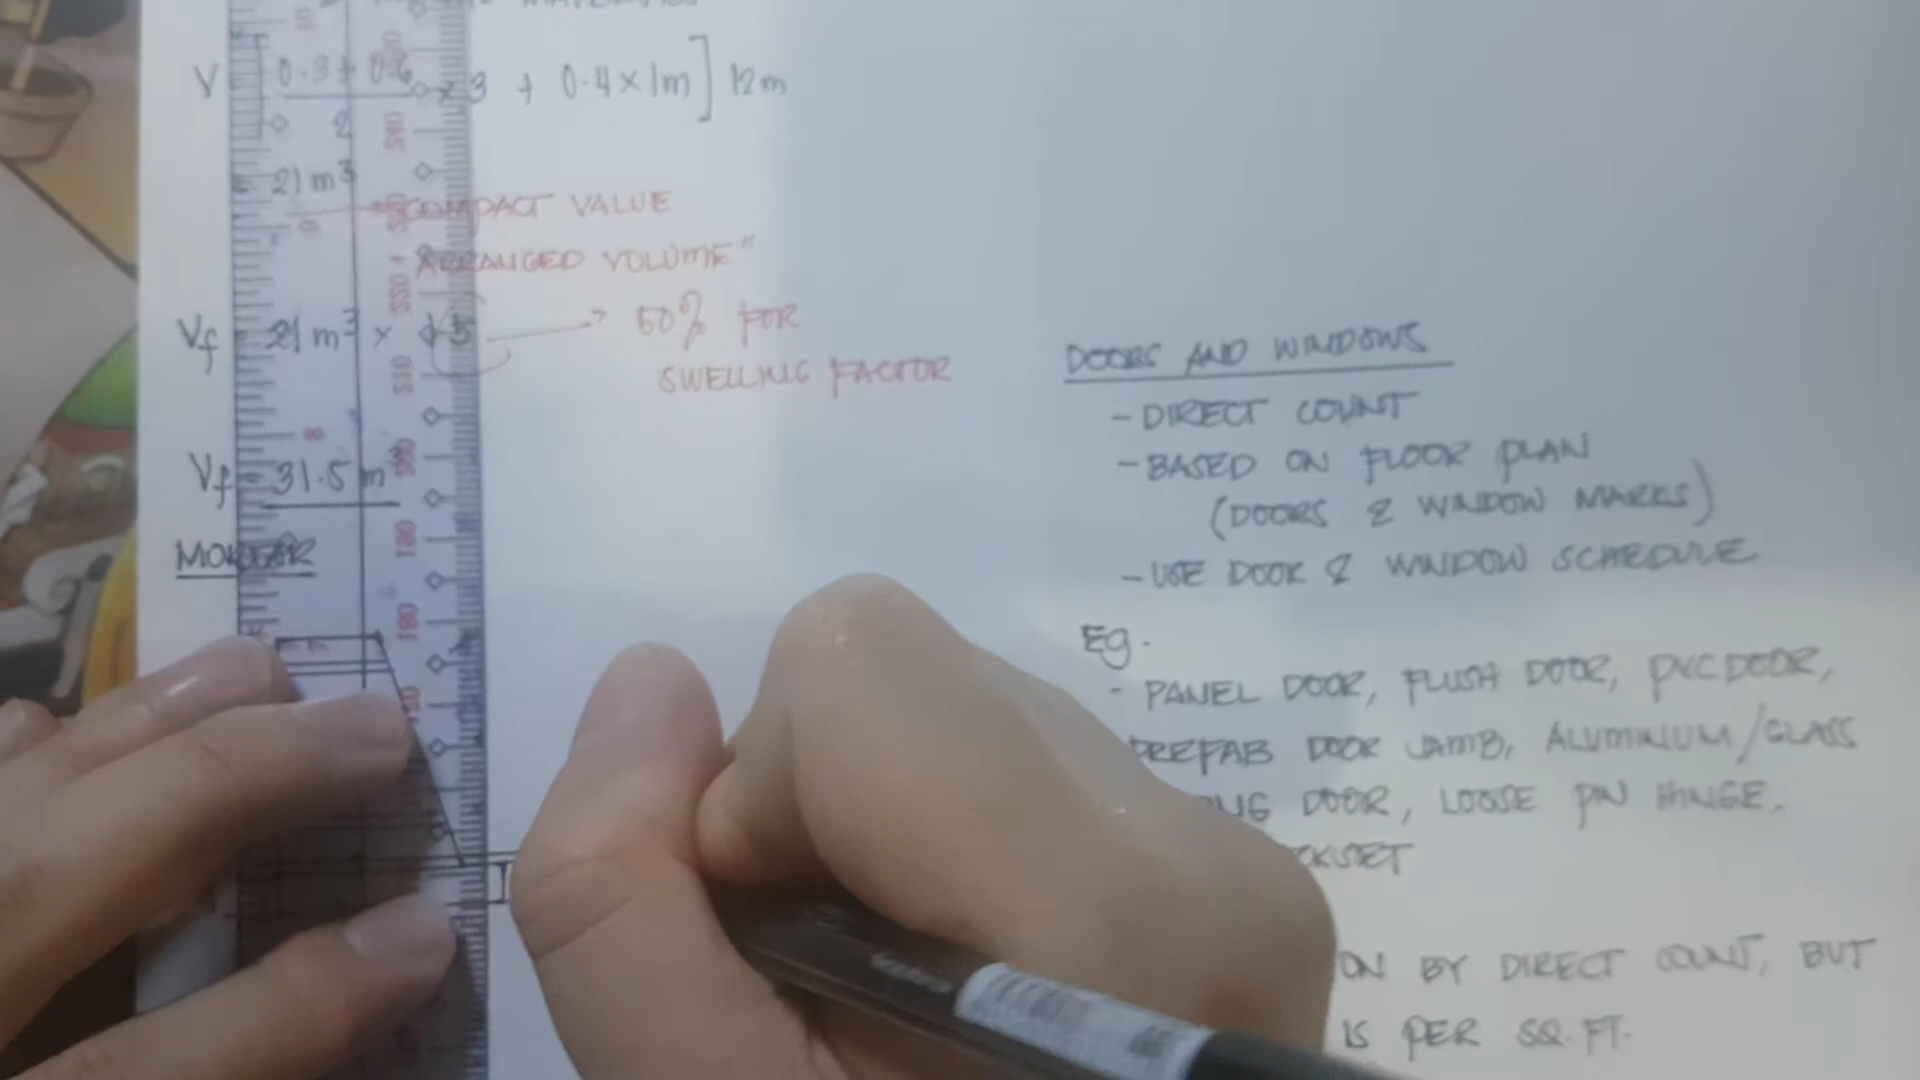 V [ 0.3 + 0.6 x 3 + 0.4 x 1m ] 12m
2
= 21 m³
COMPACT VALUE
ARRANGED VOLUME"
Vf = 21 m³ x 1.5 → 50% FOR
SWELLING FACTOR
Vf = 31.5 m³
MORTAR
DOORS AND WINDOWS
- DIRECT COUNT
- BASED ON FLOOR PLAN
(DOORS & WINDOW MARKS)
- USE DOOR & WINDOW SCHEDULE
Eg.
- PANEL DOOR, FLUSH DOOR, PVC DOOR,
PREFAB DOOR JAMB, ALUMINUM/GLASS
DOOR, LOOSE PIN HINGE,
ON BY DIRECT COUNT, BUT
IS PER SQ.FT.